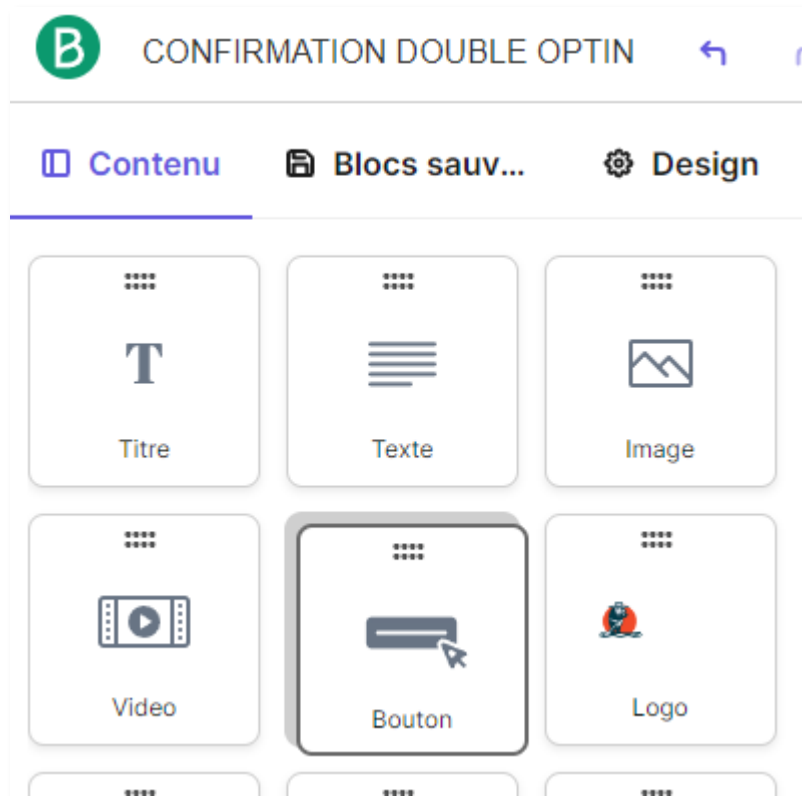 B CONFIRMATION DOUBLE OPTIN
Contenu Blocs sauv... Design
T
Titre Texte Image
Video Bouton Logo